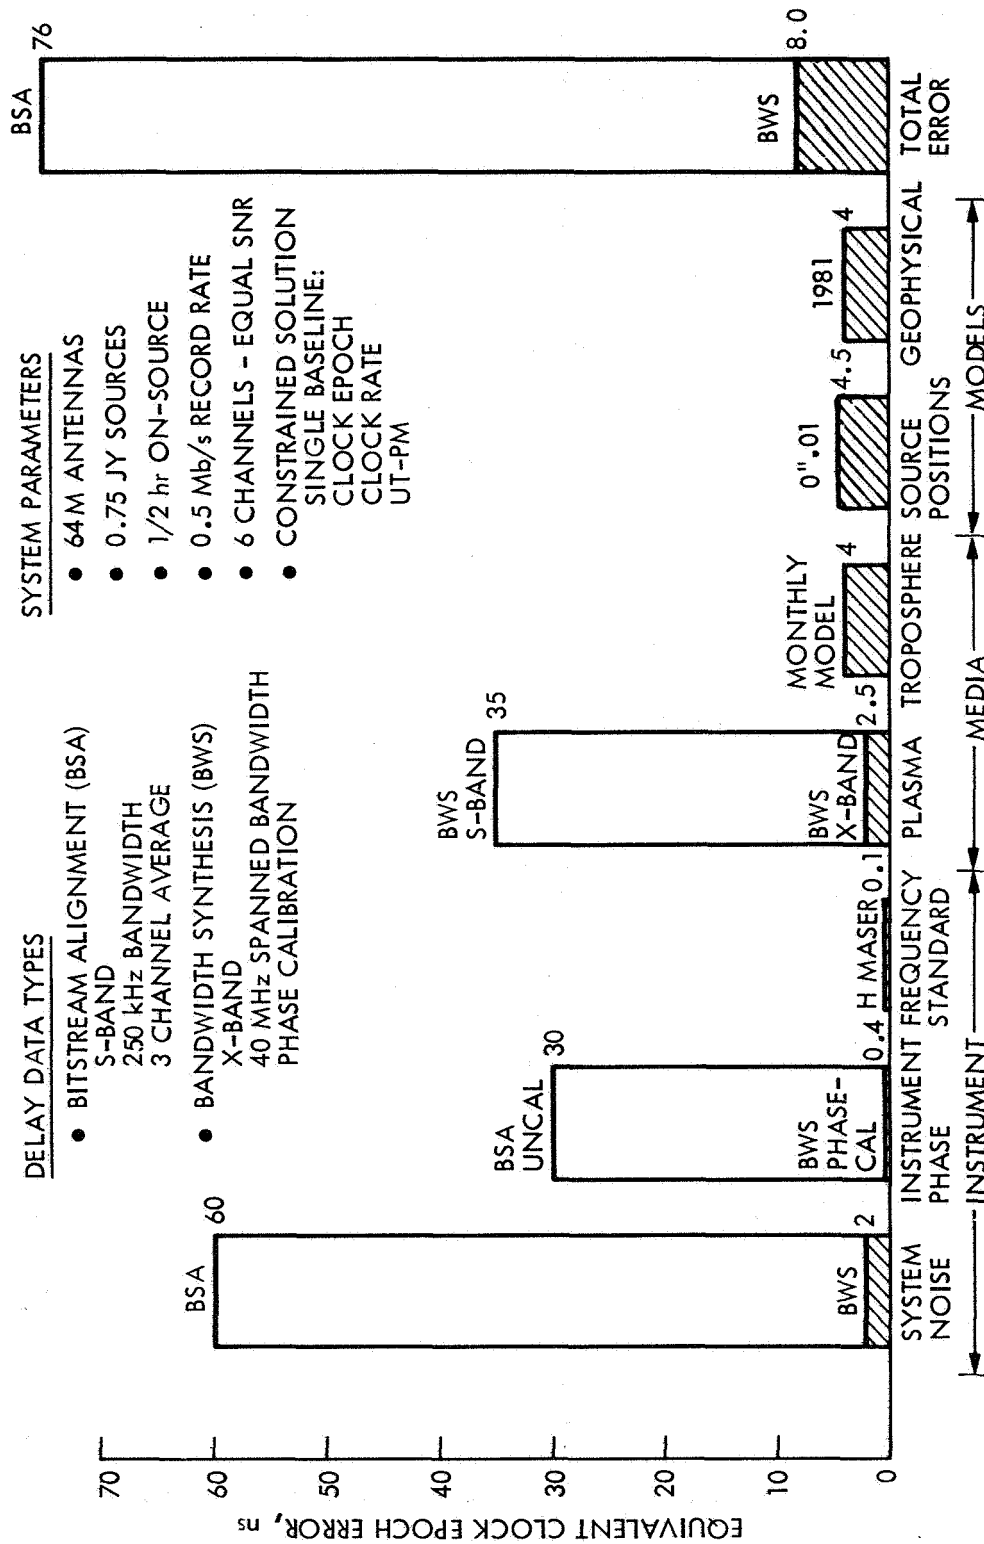 DELAY DATA TYPES
● BITSTREAM ALIGNMENT (BSA)
S-BAND
250 kHz BANDWIDTH
3 CHANNEL AVERAGE
● BANDWIDTH SYNTHESIS (BWS)
X-BAND
40 MHz SPANNED BANDWIDTH
PHASE CALIBRATION
SYSTEM PARAMETERS
● 64M ANTENNAS
● 0.75 JY SOURCES
● 1/2 hr ON-SOURCE
● 0.5 Mb/s RECORD RATE
● 6 CHANNELS - EQUAL SNR
● CONSTRAINED SOLUTION
SINGLE BASELINE:
CLOCK EPOCH
CLOCK RATE
UT-PM
EQUIVALENT CLOCK EPOCH ERROR, ns
70
60
50
40
30
20
10
0
BSA
60
BWS
2
BSA
UNCAL
30
BWS
PHASE-
CAL
0.4
H MASER
0.1
BWS
S-BAND
35
BWS
X-BAND
2.5
MONTHLY
MODEL
4
0".01
4.5
1981
4
BSA
76
BWS
8.0
SYSTEM
NOISE
INSTRUMENT
PHASE
FREQUENCY
STANDARD
PLASMA
TROPOSPHERE
SOURCE
POSITIONS
GEOPHYSICAL
TOTAL
ERROR
INSTRUMENT
MEDIA
MODELS